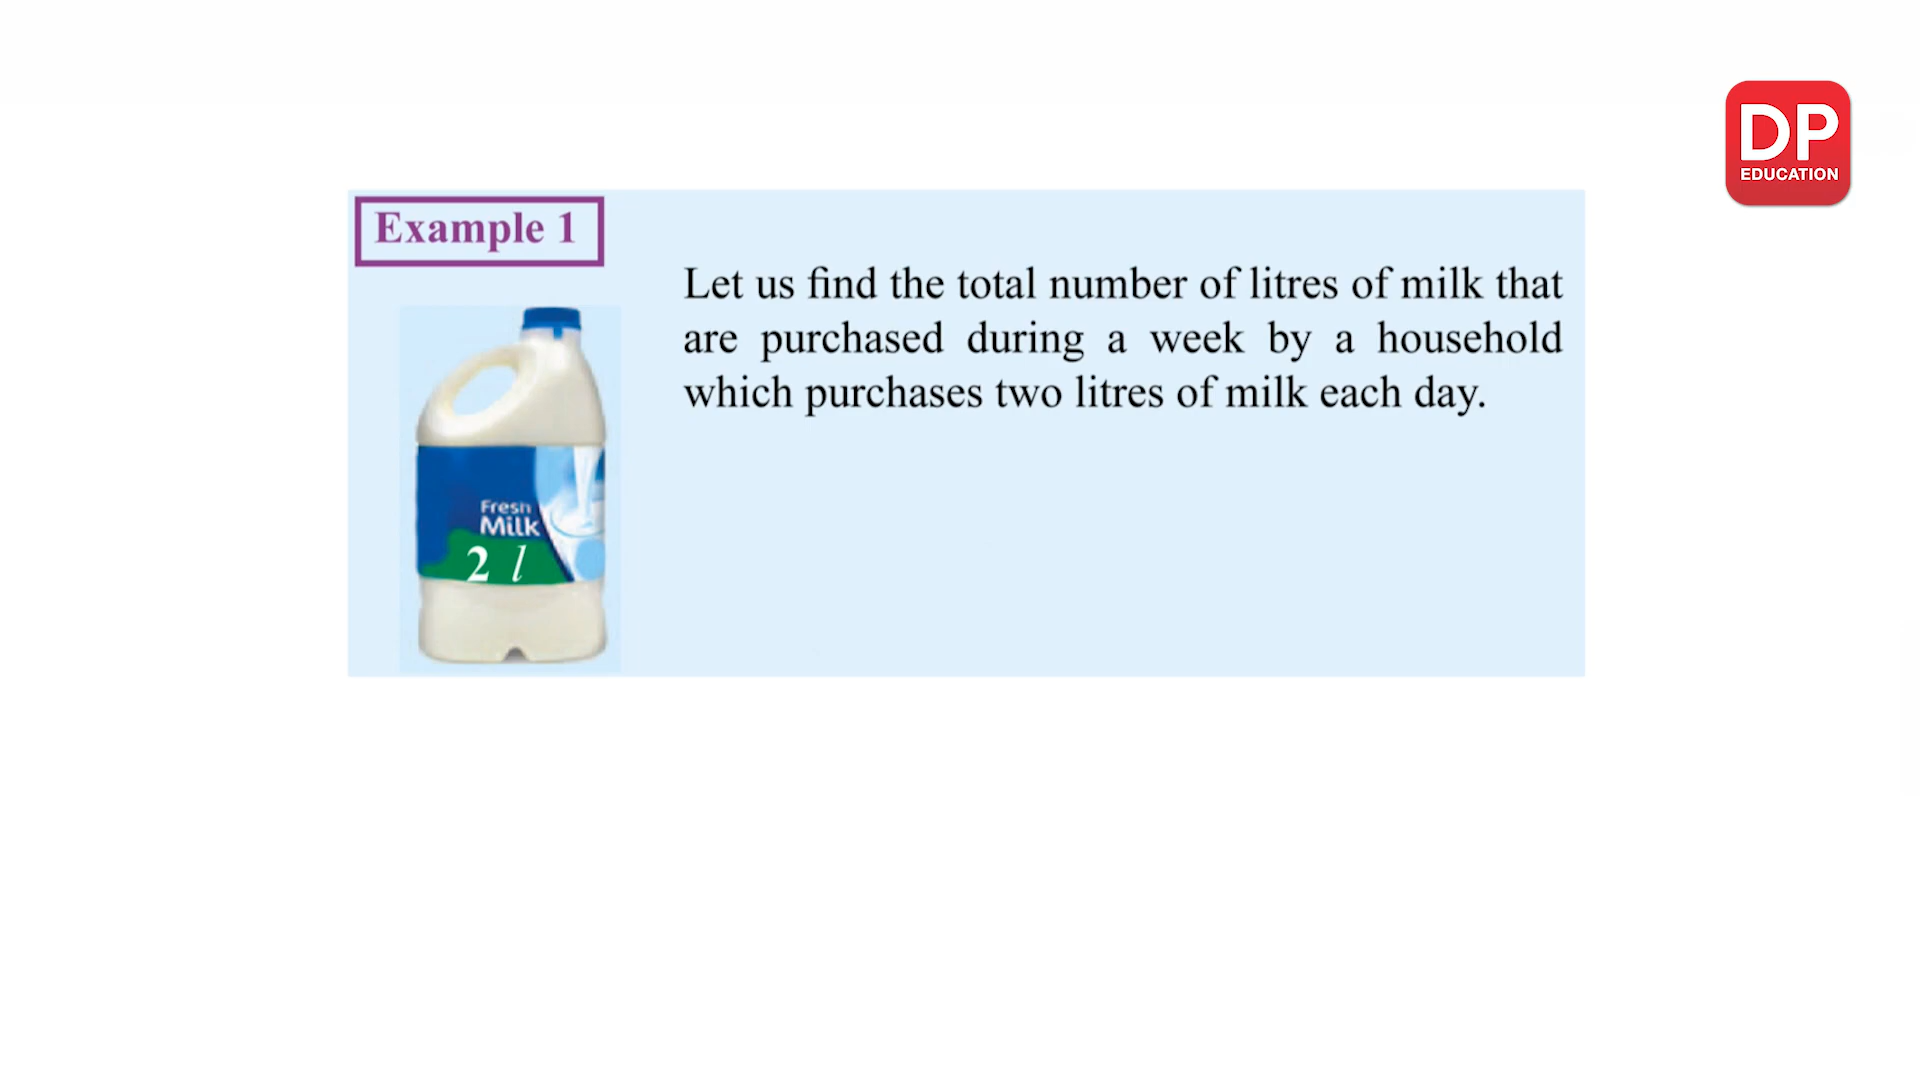 DP
EDUCATION
Example 1
Let us find the total number of litres of milk that
are purchased during a week by a household
which purchases two litres of milk each day.
Fresh
Milk
2 l